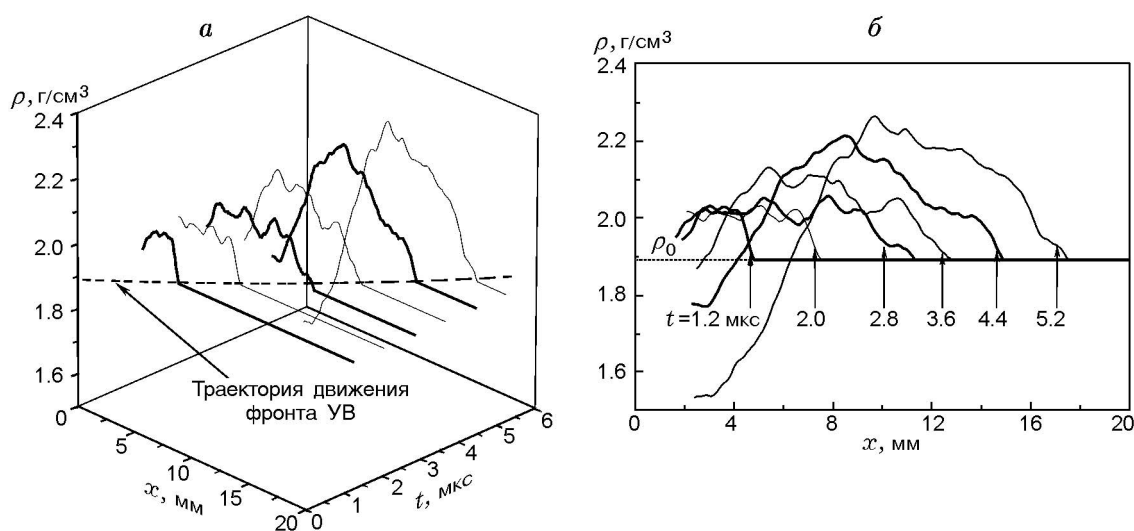 а
ρ, г/см³
2.4
2.2
2.0
1.8
1.6
0
5
10
15
20
x, мм
0
1
2
3
4
5
6
t, мкс
Траектория движения
фронта УВ
б
ρ, г/см³
2.4
2.2
2.0
ρ₀
1.8
1.6
t = 1.2 мкс 2.0 2.8 3.6 4.4 5.2
0 4 8 12 16 20
x, мм